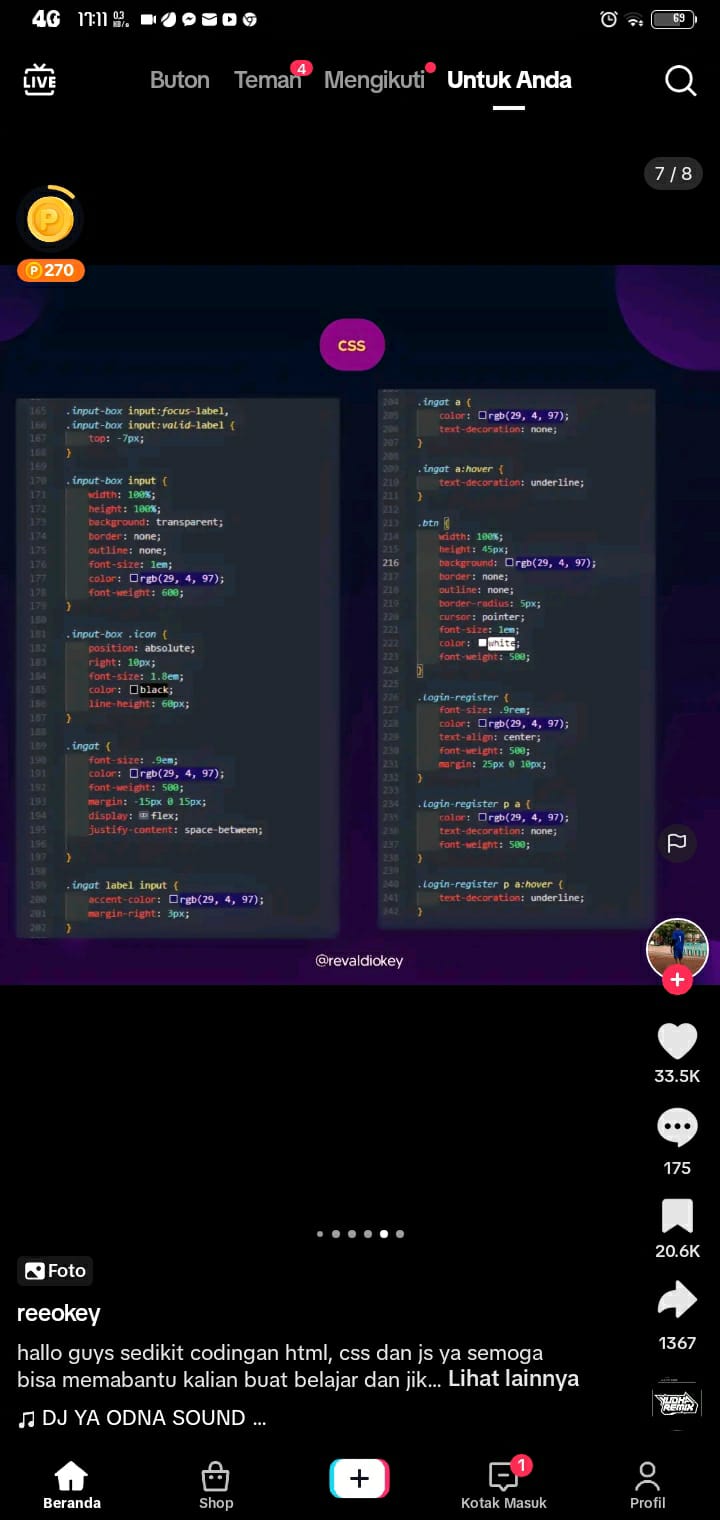 4G 17:11 0.3 KB/s 69
LIVE
Buton Teman 4 Mengikuti Untuk Anda
7 / 8
P
P 270
CSS
165 .input-box input:focus~label,
166 .input-box input:valid~label {
167 top: -7px;
168 }
169
170 .input-box input {
171 width: 100%;
172 height: 100%;
173 background: transparent;
174 border: none;
175 outline: none;
176 font-size: 1em;
177 color: rgb(29, 4, 97);
178 font-weight: 600;
179 }
180
181 .input-box .icon {
182 position: absolute;
183 right: 10px;
184 font-size: 1.8em;
185 color: black;
186 line-height: 60px;
187 }
188
189 .ingat {
190 font-size: .9em;
191 color: rgb(29, 4, 97);
192 font-weight: 500;
193 margin: -15px 0 15px;
194 display: flex;
195 justify-content: space-between;
196
197 }
198
199 .ingat label input {
200 accent-color: rgb(29, 4, 97);
201 margin-right: 3px;
202 }
204 .ingat a {
205 color: rgb(29, 4, 97);
206 text-decoration: none;
207 }
208
209 .ingat a:hover {
210 text-decoration: underline;
211 }
212
213 .btn {
214 width: 100%;
215 height: 45px;
216 background: rgb(29, 4, 97);
217 border: none;
218 outline: none;
219 border-radius: 5px;
220 cursor: pointer;
221 font-size: 1em;
222 color: white;
223 font-weight: 500;
224 }
225
226 .login-register {
227 font-size: .9rem;
228 color: rgb(29, 4, 97);
229 text-align: center;
230 font-weight: 500;
231 margin: 25px 0 10px;
232 }
233
234 .login-register p a {
235 color: rgb(29, 4, 97);
236 text-decoration: none;
237 font-weight: 500;
238 }
239
240 .login-register p a:hover {
241 text-decoration: underline;
242 }
@revaldiokey
33.5K
175
20.6K
1367
Foto
reeokey
hallo guys sedikit codingan html, css dan js ya semoga
bisa memabantu kalian buat belajar dan jik... Lihat lainnya
DJ YA ODNA SOUND ...
YUDHA
REMIX
1
Beranda Shop Kotak Masuk Profil